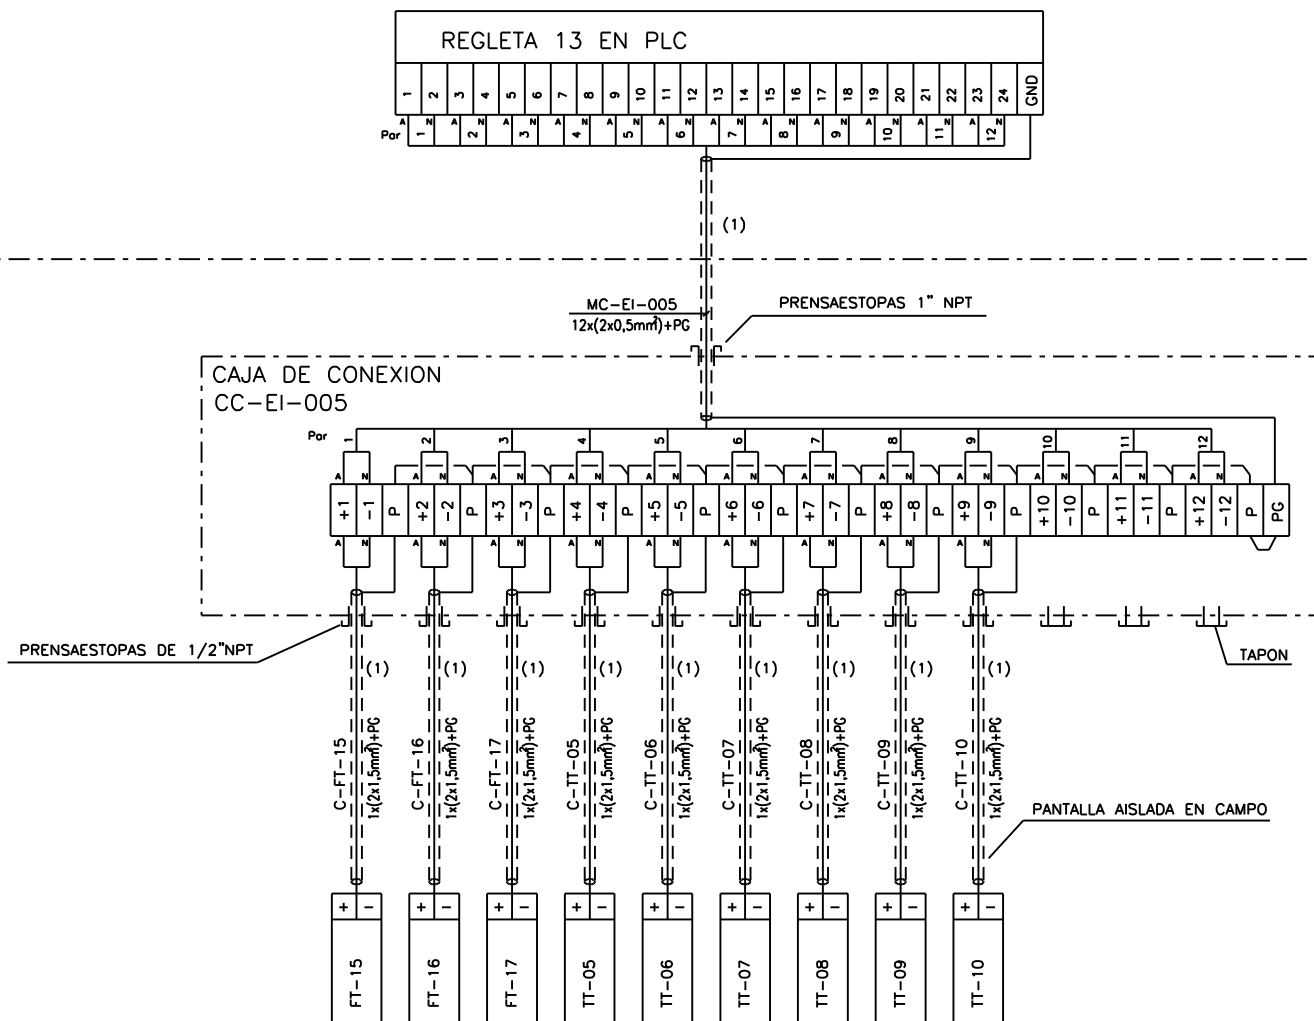 REGLETA 13 EN PLC
1 2 3 4 5 6 7 8 9 10 11 12 13 14 15 16 17 18 19 20 21 22 23 24 GND
A N A N A N A N A N A N A N A N A N A N A N A N
Par 1 2 3 4 5 6 7 8 9 10 11 12
(1)
MC-EI-005
12x(2x0,5mm²)+PG
PRENSAESTOPAS 1" NPT
CAJA DE CONEXION
CC-EI-005
Par 1 2 3 4 5 6 7 8 9 10 11 12
A N A N A N A N A N A N A N A N A N A N A N A N
+1 -1 P +2 -2 P +3 -3 P +4 -4 P +5 -5 P +6 -6 P +7 -7 P +8 -8 P +9 -9 P +10 -10 P +11 -11 P +12 -12 P PG
A N A N A N A N A N A N A N A N A N
PRENSAESTOPAS DE 1/2"NPT
TAPON
(1) (1) (1) (1) (1) (1) (1) (1) (1)
C-FT-15
1x(2x1,5mm²)+PG
C-FT-16
1x(2x1,5mm²)+PG
C-FT-17
1x(2x1,5mm²)+PG
C-TT-05
1x(2x1,5mm²)+PG
C-TT-06
1x(2x1,5mm²)+PG
C-TT-07
1x(2x1,5mm²)+PG
C-TT-08
1x(2x1,5mm²)+PG
C-TT-09
1x(2x1,5mm²)+PG
C-TT-10
1x(2x1,5mm²)+PG
PANTALLA AISLADA EN CAMPO
+ - + - + - + - + - + - + - + - + -
FT-15
FT-16
FT-17
TT-05
TT-06
TT-07
TT-08
TT-09
TT-10